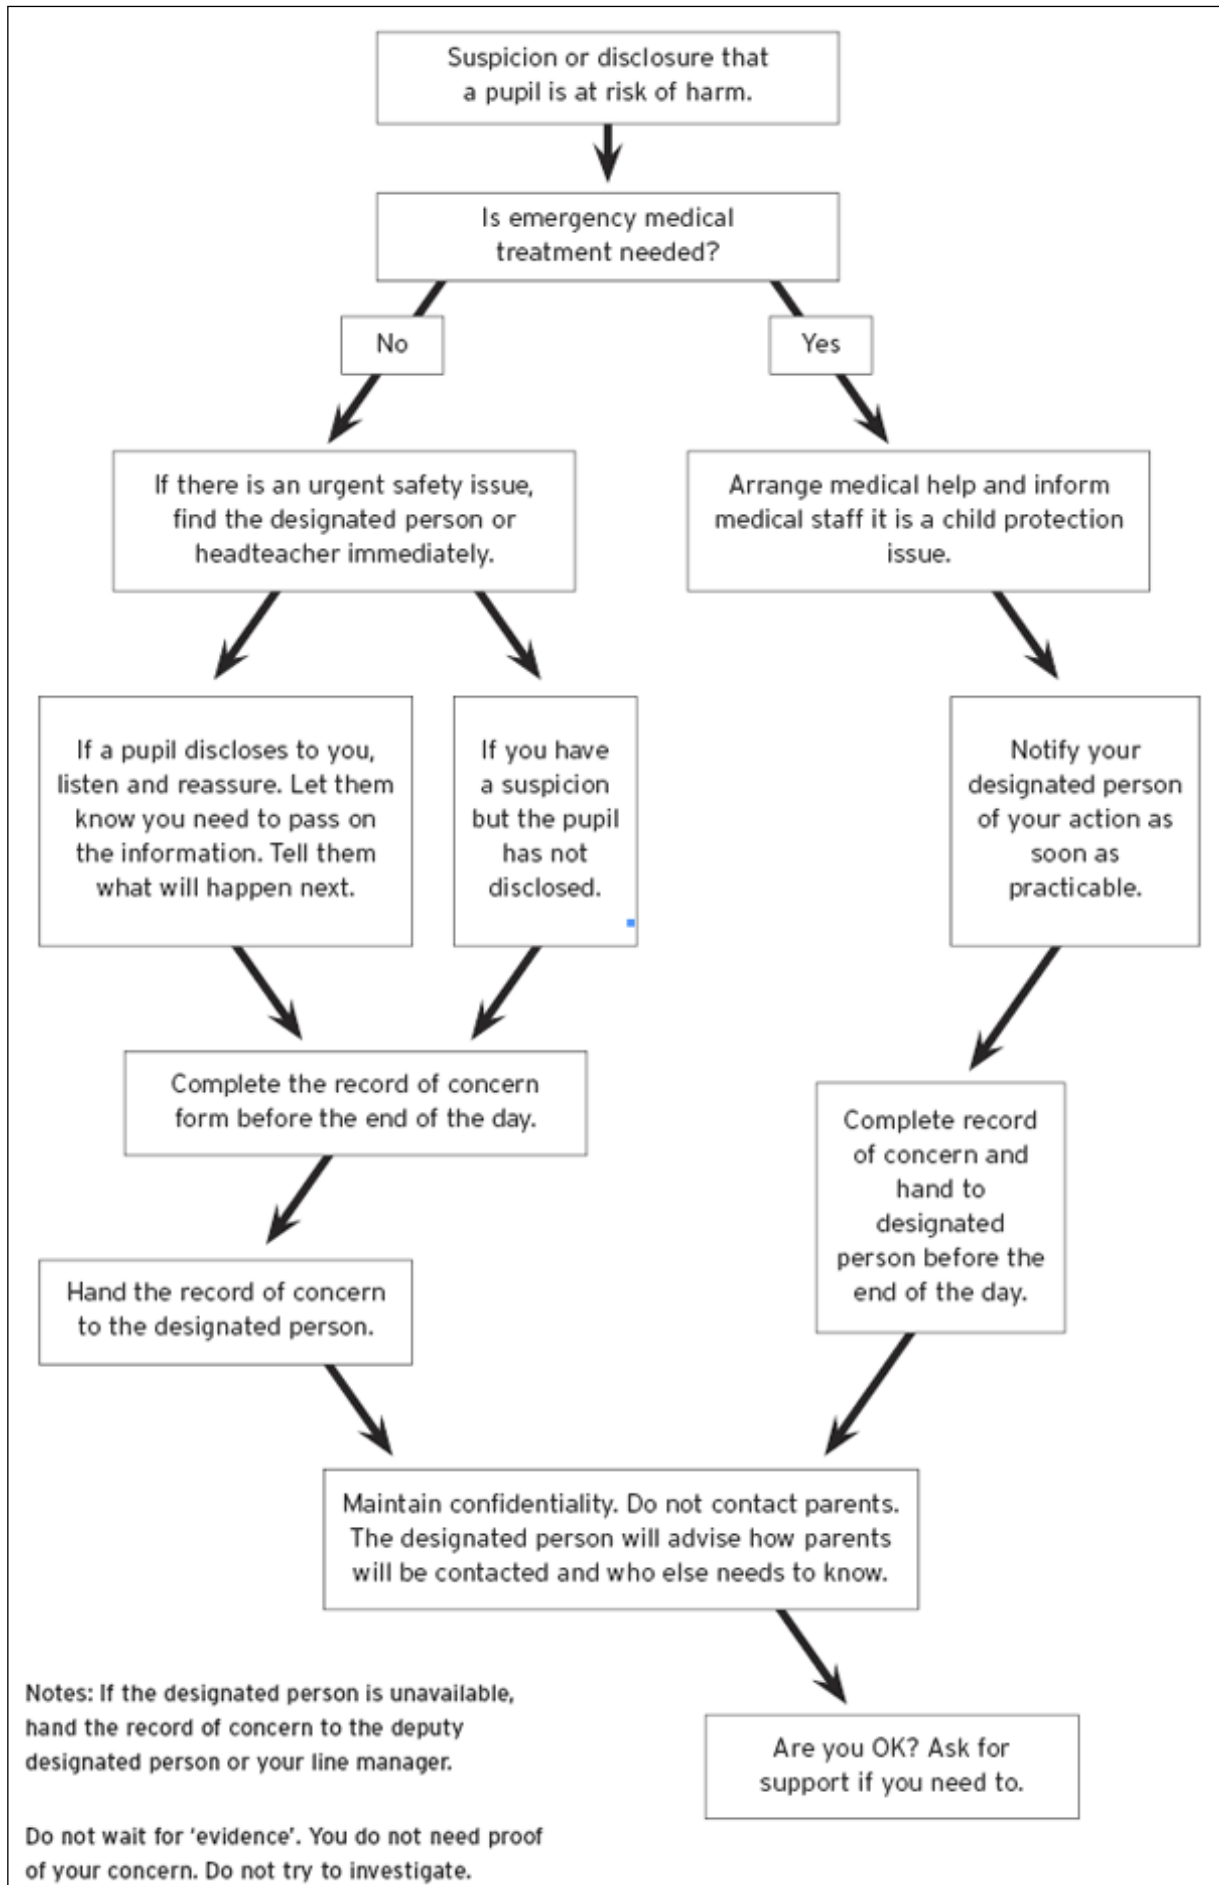 Suspicion or disclosure that
a pupil is at risk of harm.
Is emergency medical
treatment needed?
No
Yes
If there is an urgent safety issue,
find the designated person or
headteacher immediately.
Arrange medical help and inform
medical staff it is a child protection
issue.
If a pupil discloses to you,
listen and reassure. Let them
know you need to pass on
the information. Tell them
what will happen next.
If you have
a suspicion
but the pupil
has not
disclosed.
Notify your
designated person
of your action as
soon as
practicable.
Complete the record of concern
form before the end of the day.
Complete record
of concern and
hand to
designated
person before the
end of the day.
Hand the record of concern
to the designated person.
Maintain confidentiality. Do not contact parents.
The designated person will advise how parents
will be contacted and who else needs to know.
Notes: If the designated person is unavailable,
hand the record of concern to the deputy
designated person or your line manager.
Are you OK? Ask for
support if you need to.
Do not wait for ‘evidence’. You do not need proof
of your concern. Do not try to investigate.